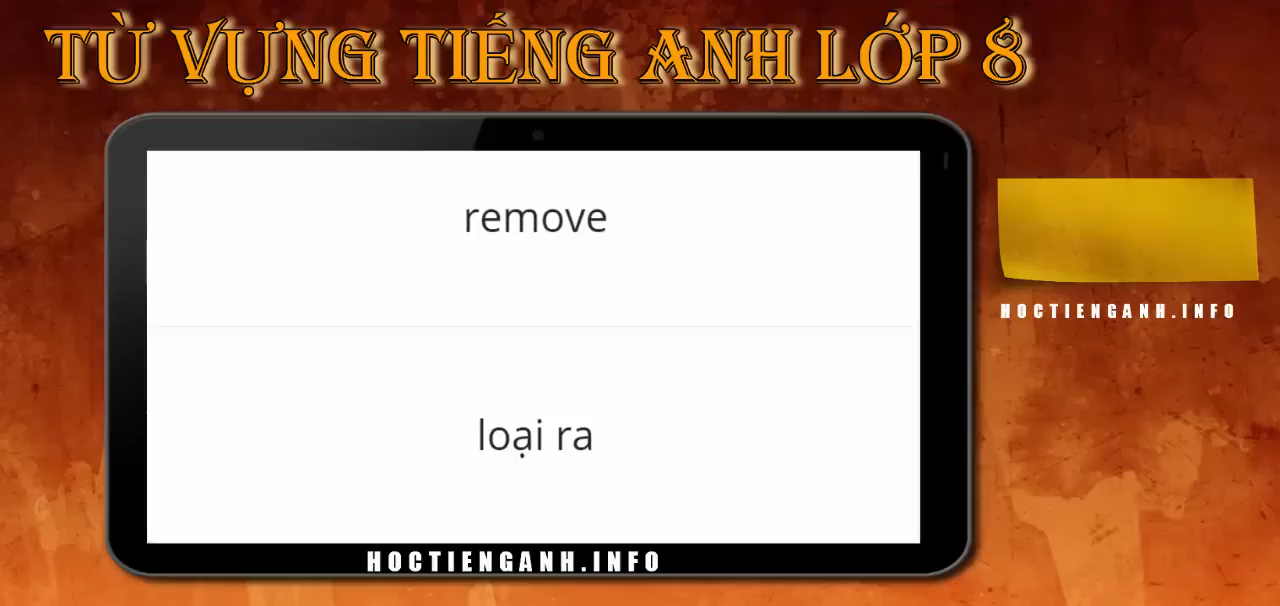 TỪ VỰNG TIẾNG ANH LỚP 8
remove
loại ra
HOCTIENGANH.INFO
HOCTIENGANH.INFO